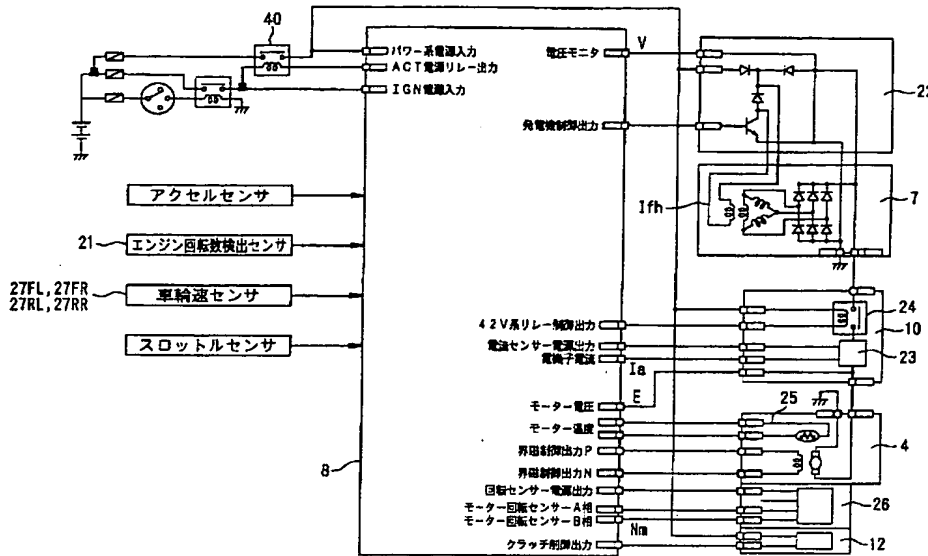 40
パワー系電源入力
ACT電源リレー出力
IGN電源入力
電圧モニタ
V
22
発電機制御出力
Ifh
7
アクセルセンサ
21
エンジン回転数検出センサ
27FL,27FR
27RL,27RR
車輪速センサ
スロットルセンサ
42V系リレー制御出力
電流センサー電源出力
電機子電流
Ia
24
10
23
E
モーター電圧
モーター温度
25
4
8
界磁制御出力P
界磁制御出力N
回転センサー電源出力
モーター回転センサーA相
モーター回転センサーB相
Nm
26
クラッチ制御出力
12